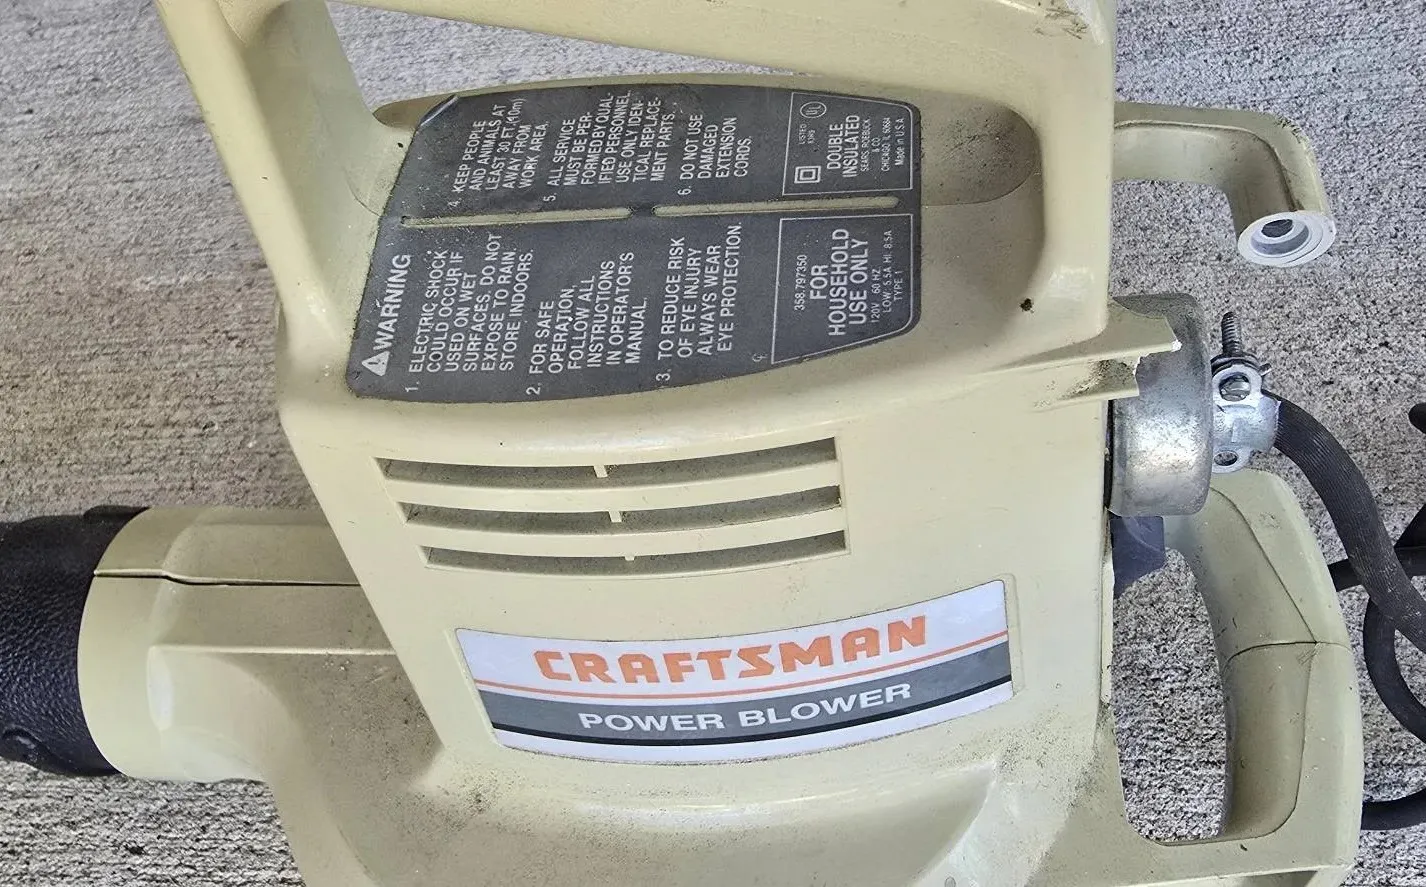 ⚠WARNING
1. ELECTRIC SHOCK
COULD OCCUR IF
USED ON WET
SURFACES. DO NOT
EXPOSE TO RAIN.
STORE INDOORS.
2. FOR SAFE
OPERATION,
FOLLOW ALL
INSTRUCTIONS
IN OPERATOR'S
MANUAL.
3. TO REDUCE RISK
OF EYE INJURY
ALWAYS WEAR
EYE PROTECTION.
4. KEEP PEOPLE
AND ANIMALS AT
LEAST 30 FT. (10m)
AWAY FROM
WORK AREA.
5. ALL SERVICE
MUST BE PER-
FORMED BY QUAL-
IFIED PERSONNEL.
USE ONLY IDEN-
TICAL REPLACE-
MENT PARTS.
6. DO NOT USE
DAMAGED
EXTENSION
CORDS.
358.797350
FOR
HOUSEHOLD
USE ONLY
120V 60 HZ.
LOW: 5.5A HI: 8.5A
TYPE 1
UL
LISTED
DOUBLE
INSULATED
SEARS, ROEBUCK
& CO.
CHICAGO, IL 60684
Made in U.S.A.
CRAFTSMAN
POWER BLOWER